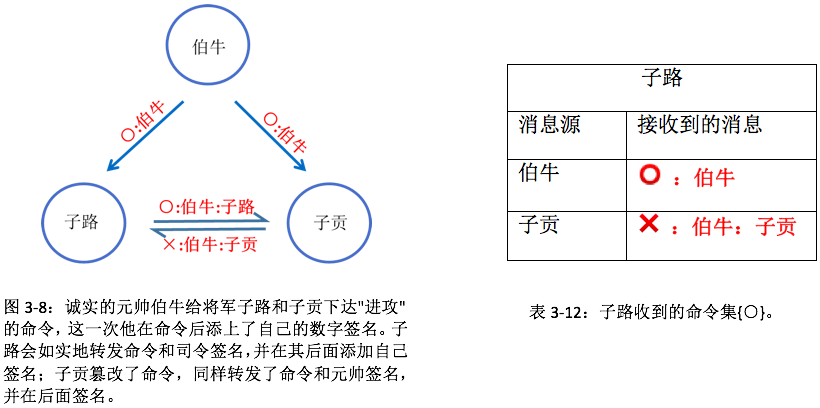 伯牛
〇:伯牛
〇:伯牛
子路
〇:伯牛:子路
×:伯牛:子贡
子贡
图 3-8：诚实的元帅伯牛给将军子路和子贡下达"进攻"
的命令，这一次他在命令后添上了自己的数字签名。子
路会如实地转发命令和司令签名，并在其后面添加自己
签名；子贡篡改了命令，同样转发了命令和元帅签名，
并在后面签名。
子路
消息源 接收到的消息
伯牛 〇：伯牛
子贡 ×：伯牛：子贡
表 3-12：子路收到的命令集{〇}。